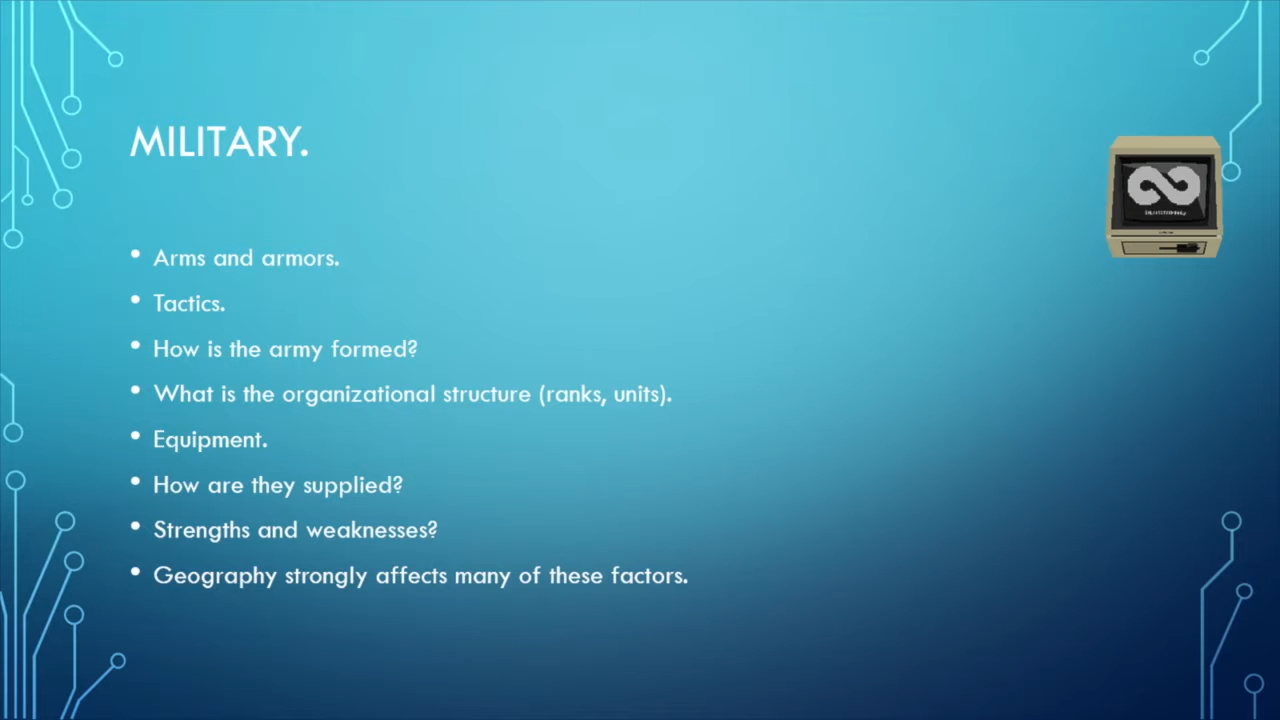 MILITARY.
• Arms and armors.
• Tactics.
• How is the army formed?
• What is the organizational structure (ranks, units).
• Equipment.
• How are they supplied?
• Strengths and weaknesses?
• Geography strongly affects many of these factors.